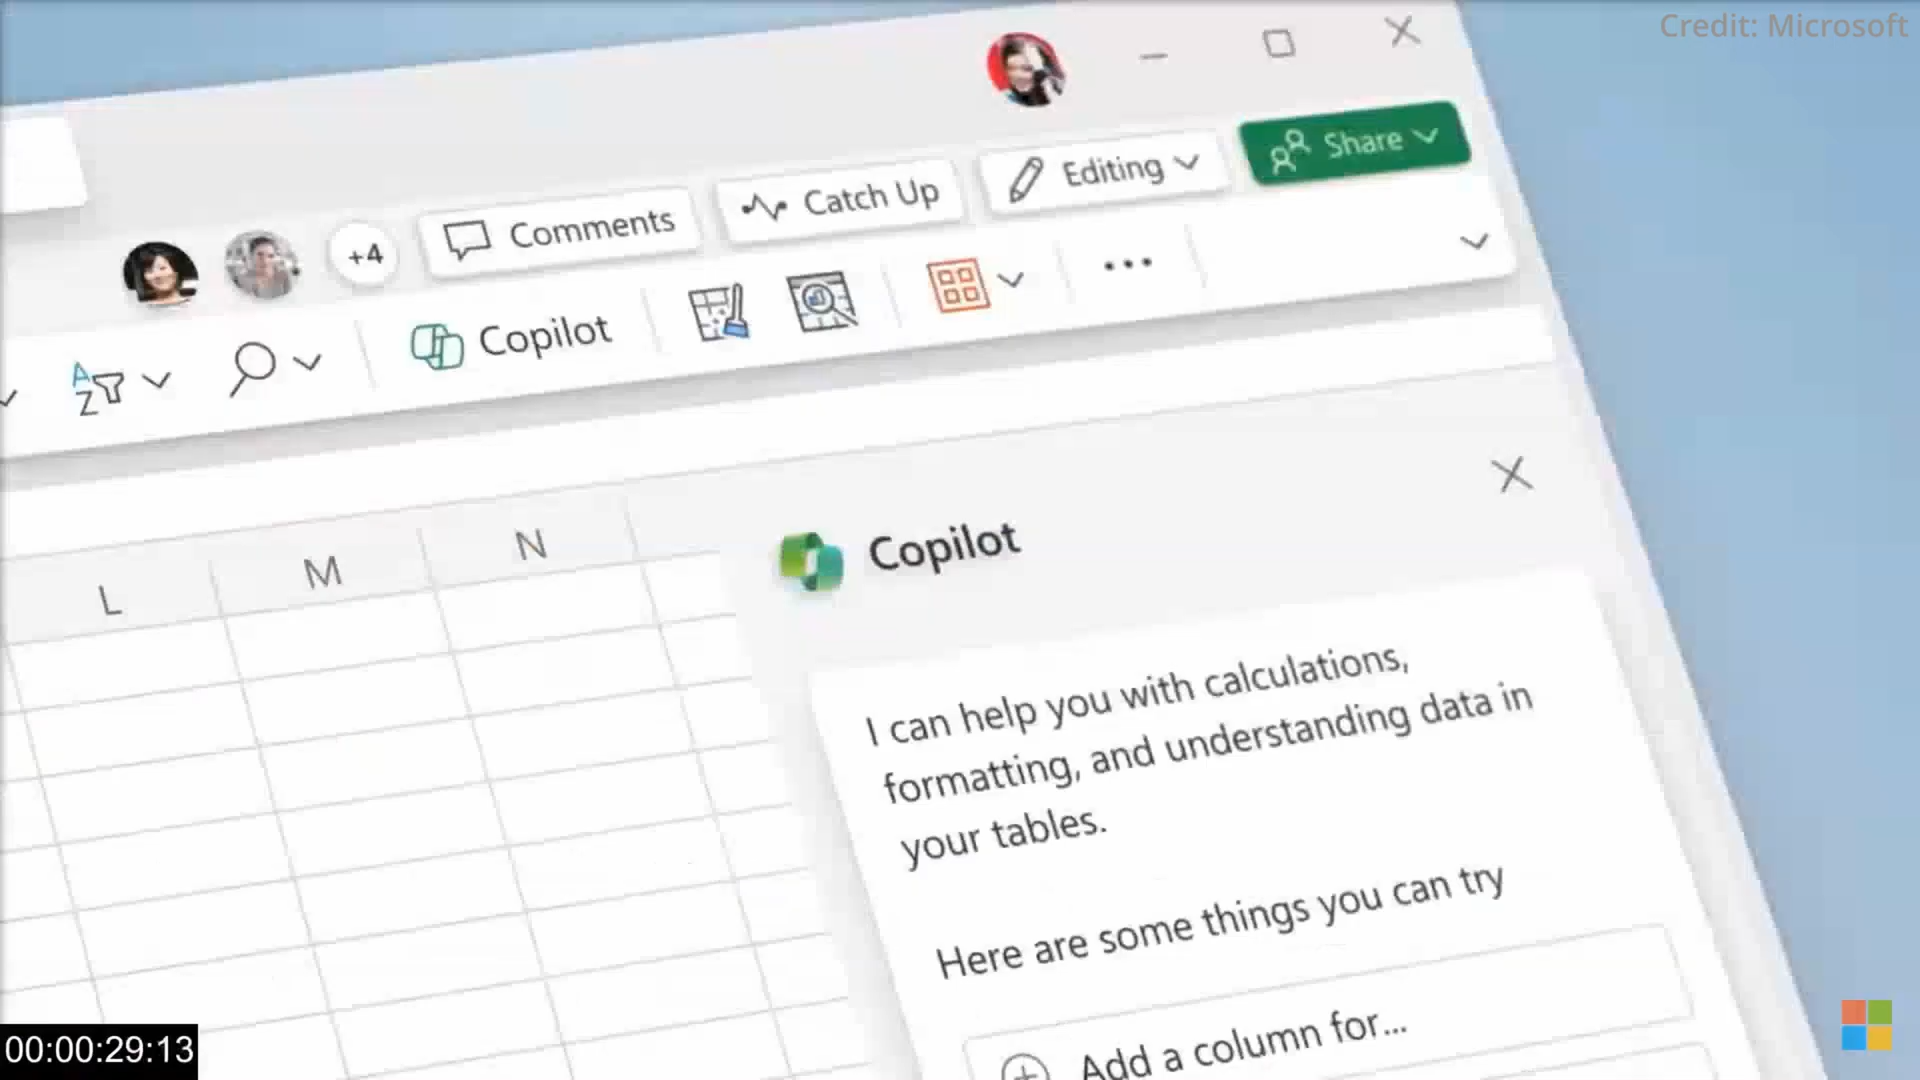 Credit: Microsoft
Share
Editing
Catch Up
Comments
+4
Copilot
A
Z
L
M
N
Copilot
I can help you with calculations,
formatting, and understanding data in
your tables.
Here are some things you can try
Add a column for...
00:00:29:13